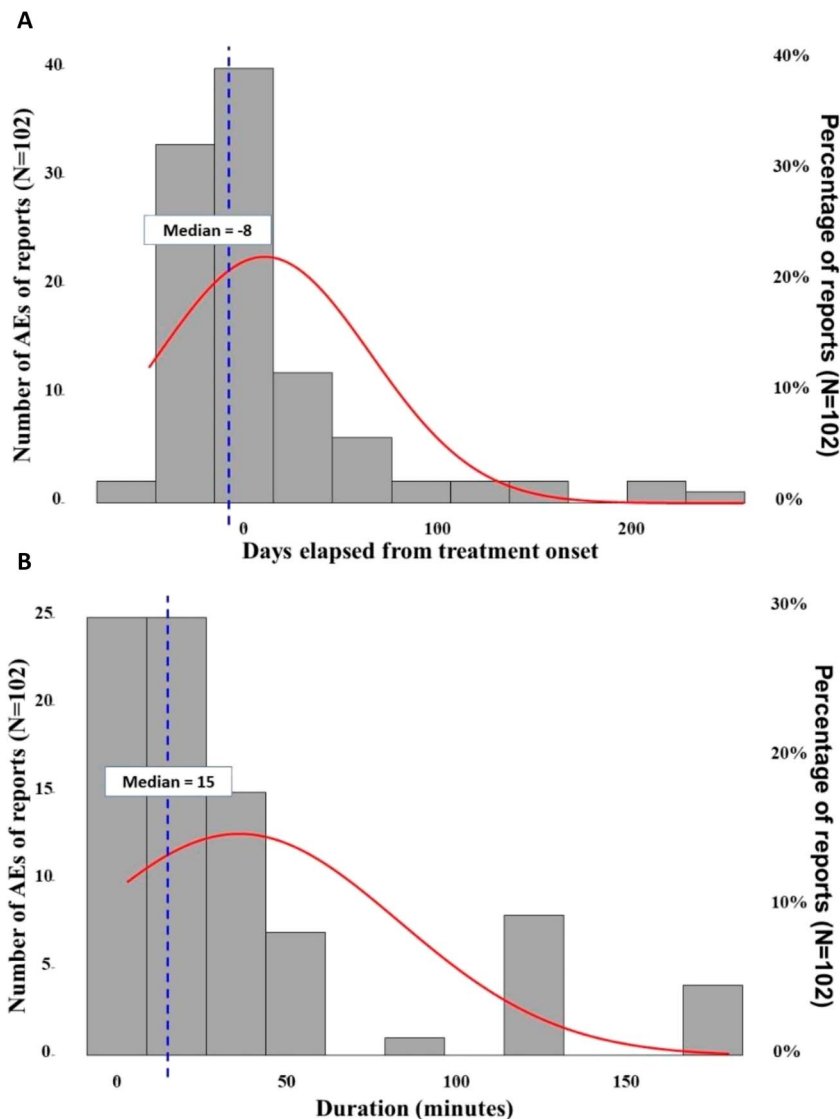 A
Number of AEs of reports (N=102)
40
30
20
10
0
Median = -8
40%
30%
20%
10%
0%
Percentage of reports (N=102)
0 100 200
Days elapsed from treatment onset
B
Number of AEs of reports (N=102)
25
20
15
10
5
0
Median = 15
30%
20%
10%
0%
Percentage of reports (N=102)
0 50 100 150
Duration (minutes)